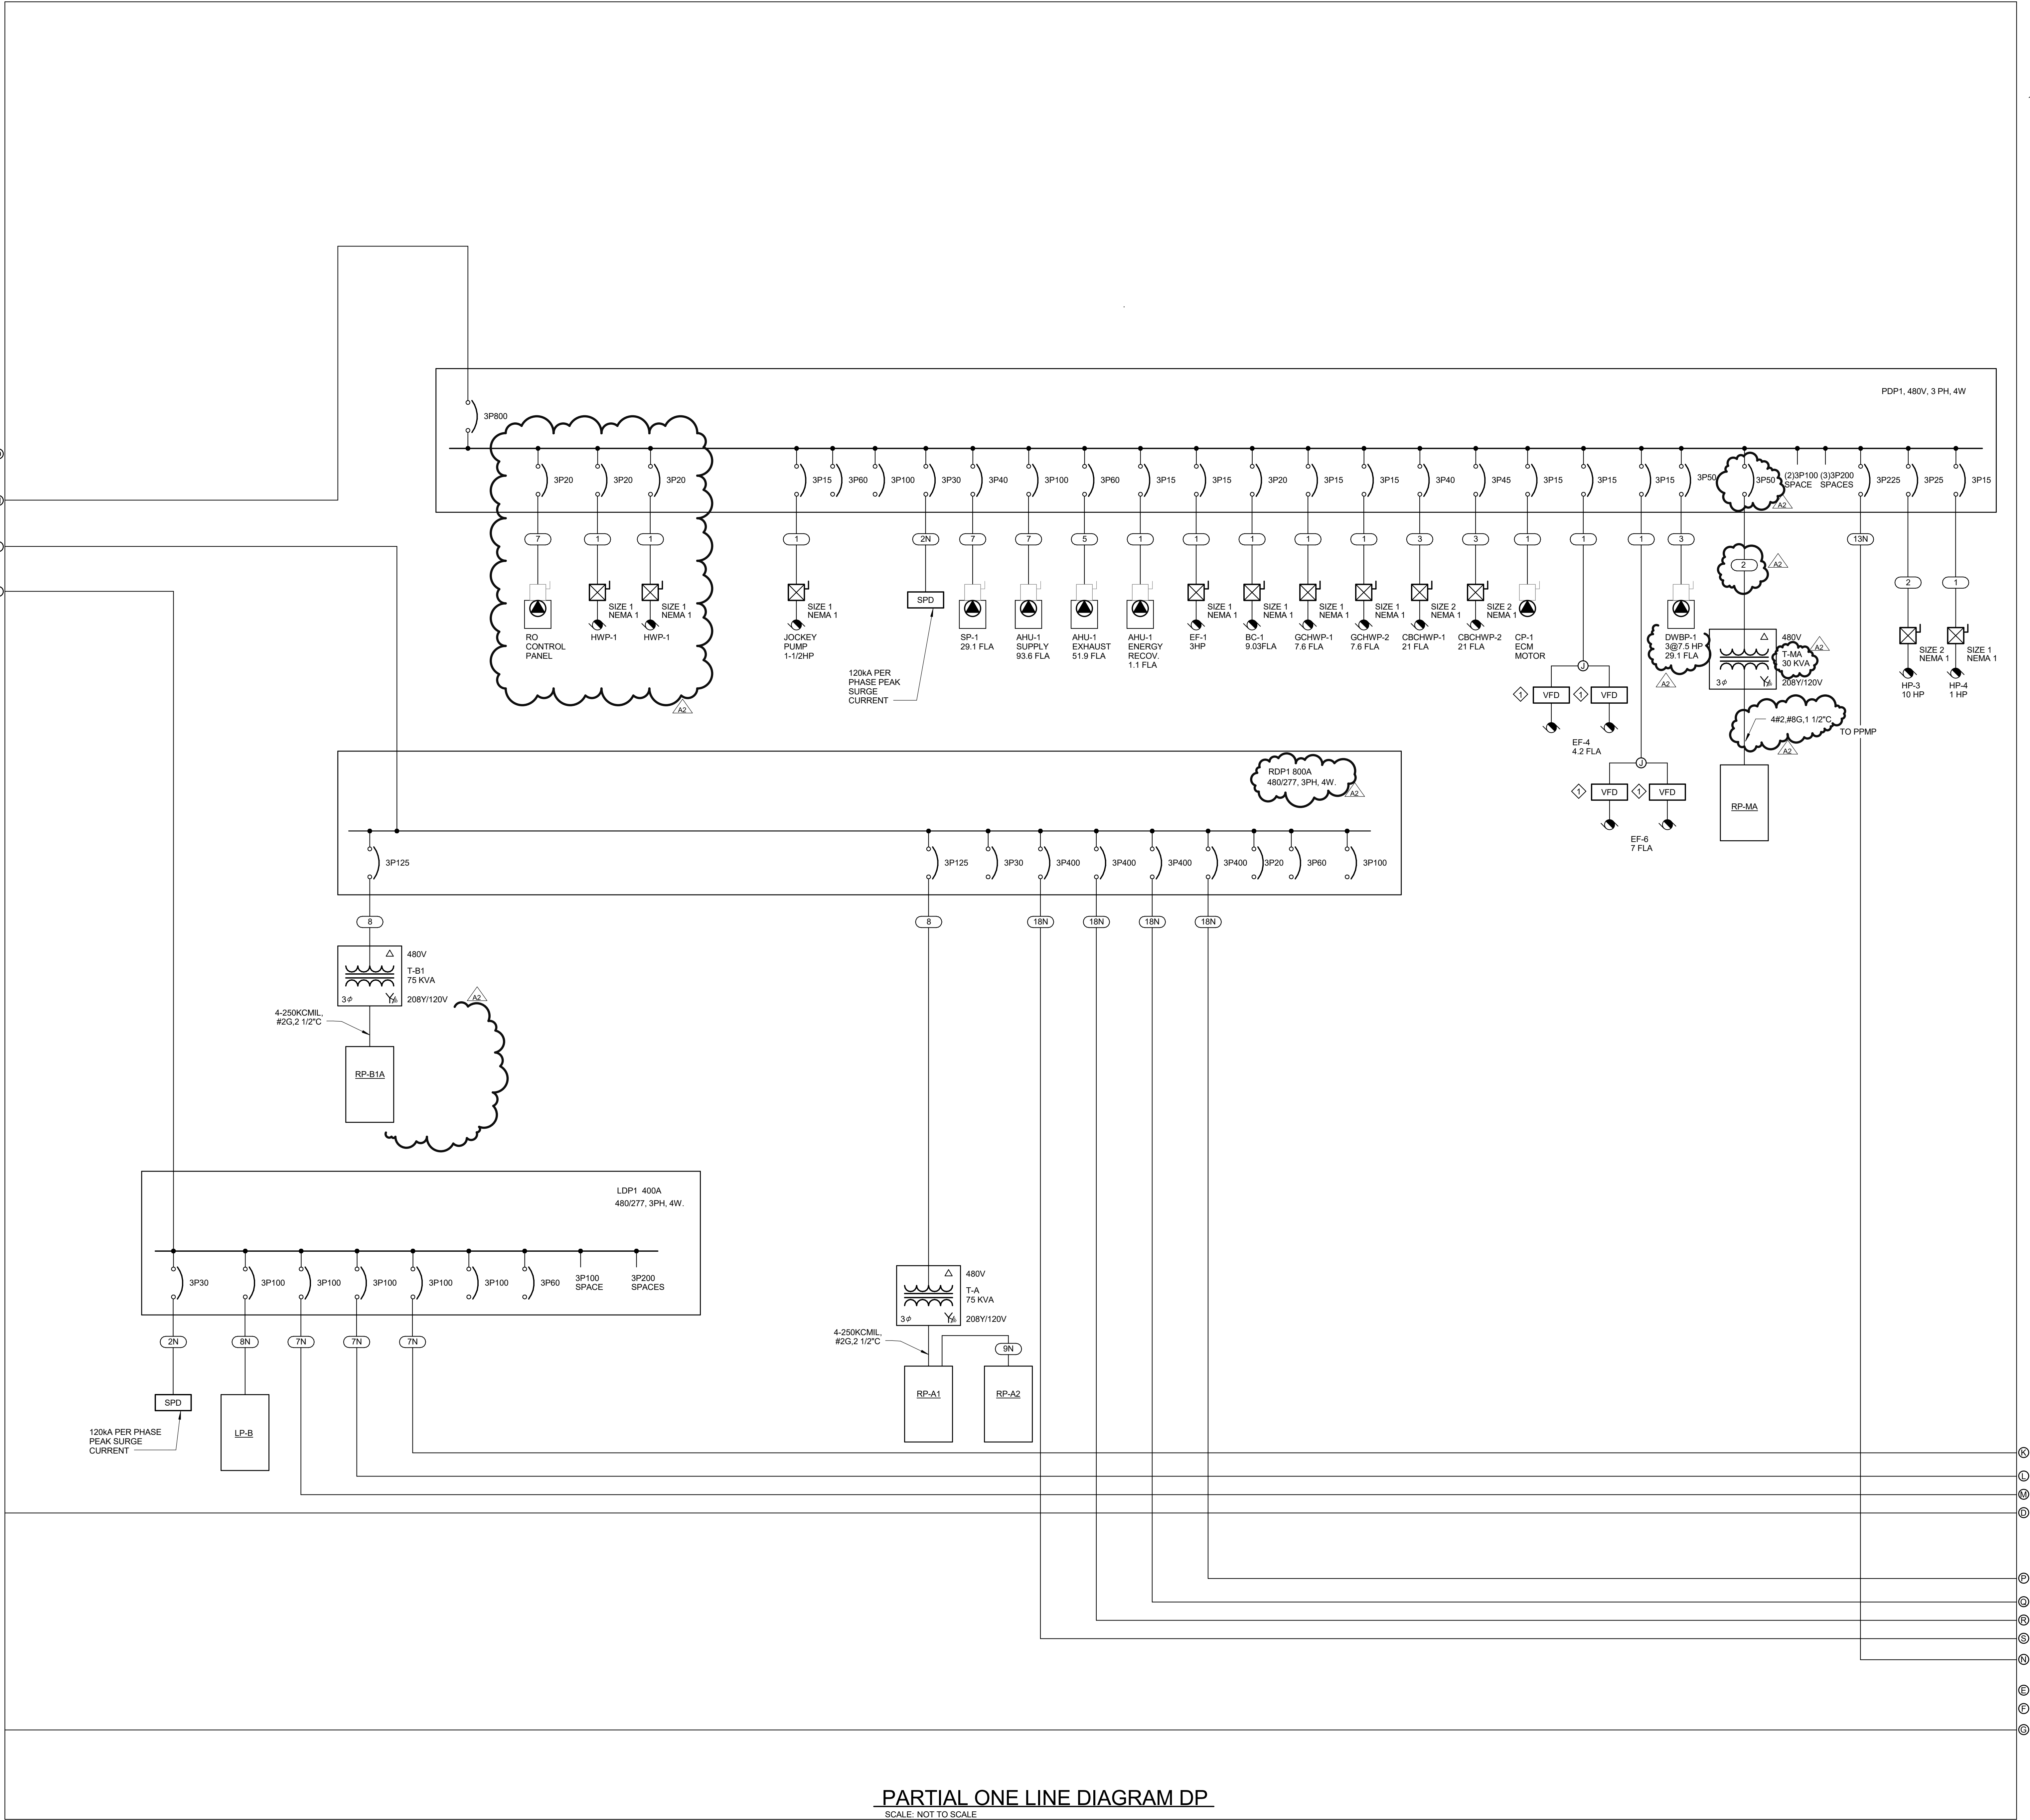 PDP1, 480V, 3 PH, 4W
3P800
3P20
3P20
3P20
3P15
3P60
3P100
3P30
3P40
3P100
3P60
3P15
3P15
3P20
3P15
3P15
3P40
3P45
3P15
3P15
3P15
3P50
3P50
(2)3P100
SPACE
(3)3P200
SPACES
3P225
3P25
3P15
A2
7
1
1
1
2N
7
7
5
1
1
1
1
1
3
3
1
1
1
3
2
A2
13N
2
1
RO
CONTROL
PANEL
SIZE 1
NEMA 1
HWP-1
SIZE 1
NEMA 1
HWP-1
A2
SIZE 1
NEMA 1
JOCKEY
PUMP
1-1/2HP
SPD
120kA PER
PHASE PEAK
SURGE
CURRENT
SP-1
29.1 FLA
AHU-1
SUPPLY
93.6 FLA
AHU-1
EXHAUST
51.9 FLA
AHU-1
ENERGY
RECOV.
1.1 FLA
SIZE 1
NEMA 1
EF-1
3HP
SIZE 1
NEMA 1
BC-1
9.03FLA
SIZE 1
NEMA 1
GCHWP-1
7.6 FLA
SIZE 1
NEMA 1
GCHWP-2
7.6 FLA
SIZE 2
NEMA 1
CBCHWP-1
21 FLA
SIZE 2
NEMA 1
CBCHWP-2
21 FLA
CP-1
ECM
MOTOR
J
1
VFD
1
VFD
EF-4
4.2 FLA
J
1
VFD
1
VFD
EF-6
7 FLA
DWBP-1
3@7.5 HP
29.1 FLA
A2
480V
T-MA
30 KVA
A2
3ϕ
208Y/120V
4#2,#8G,1 1/2"C
A2
RP-MA
TO PPMP
SIZE 2
NEMA 1
HP-3
10 HP
SIZE 1
NEMA 1
HP-4
1 HP
RDP1 800A
480/277, 3PH, 4W.
A2
3P125
3P125
3P30
3P400
3P400
3P400
3P400
3P20
3P60
3P100
8
8
18N
18N
18N
18N
480V
T-B1
75 KVA
3ϕ
208Y/120V
A2
4-250KCMIL,
#2G,2 1/2"C
RP-B1A
LDP1 400A
480/277, 3PH, 4W.
3P30
3P100
3P100
3P100
3P100
3P100
3P60
3P100
SPACE
3P200
SPACES
2N
8N
7N
7N
7N
SPD
120kA PER PHASE
PEAK SURGE
CURRENT
LP-B
480V
T-A
75 KVA
3ϕ
208Y/120V
4-250KCMIL,
#2G,2 1/2"C
9N
RP-A1
RP-A2
K
L
M
D
P
Q
R
S
N
E
F
G
PARTIAL ONE LINE DIAGRAM DP
SCALE: NOT TO SCALE